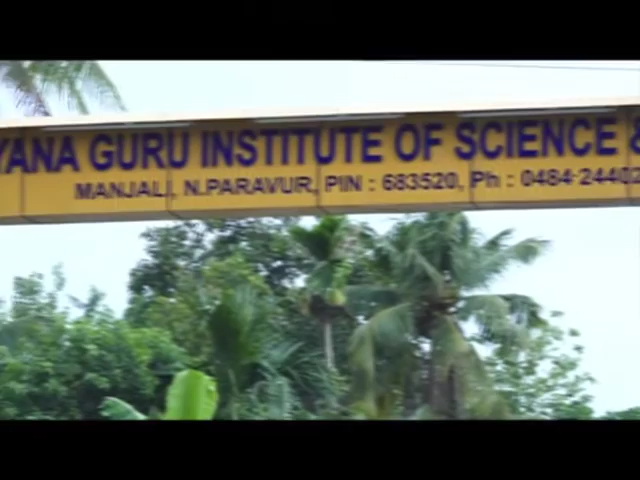 YANA GURU INSTITUTE OF SCIENCE &
MANJALI, N.PARAVUR, PIN : 683520, Ph : 0484-24402